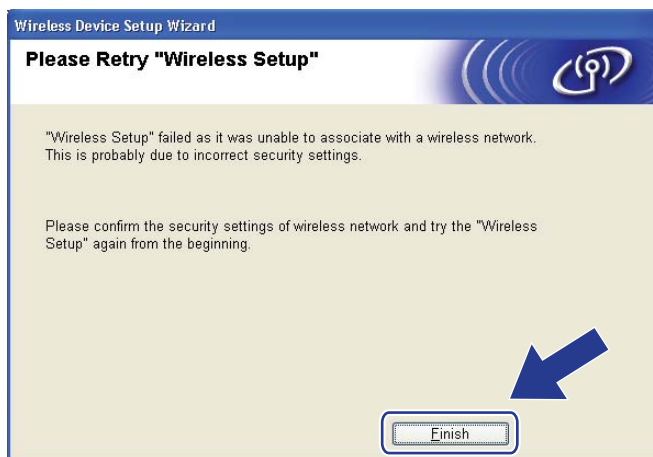 Wireless Device Setup Wizard
Please Retry "Wireless Setup"
"Wireless Setup" failed as it was unable to associate with a wireless network.
This is probably due to incorrect security settings.
Please confirm the security settings of wireless network and try the "Wireless
Setup" again from the beginning.
Finish